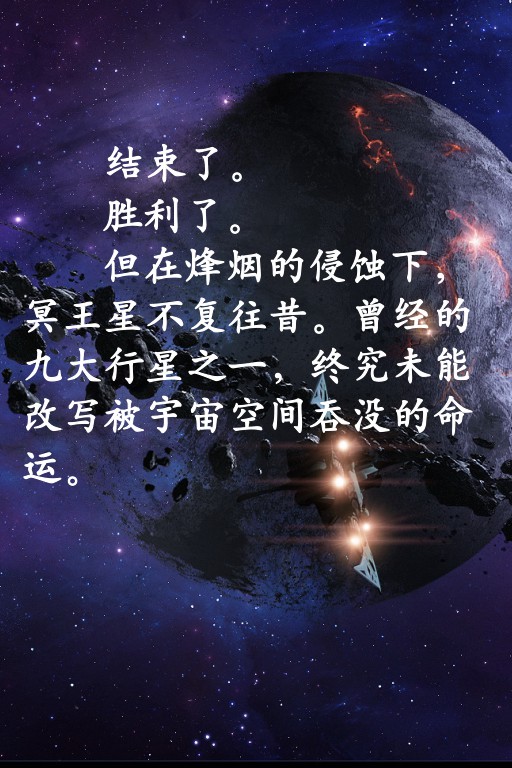 结束了。
胜利了。
但在烽烟的侵蚀下，
冥王星不复往昔。曾经的
九大行星之一，终究未能
改写被宇宙空间吞没的命
运。